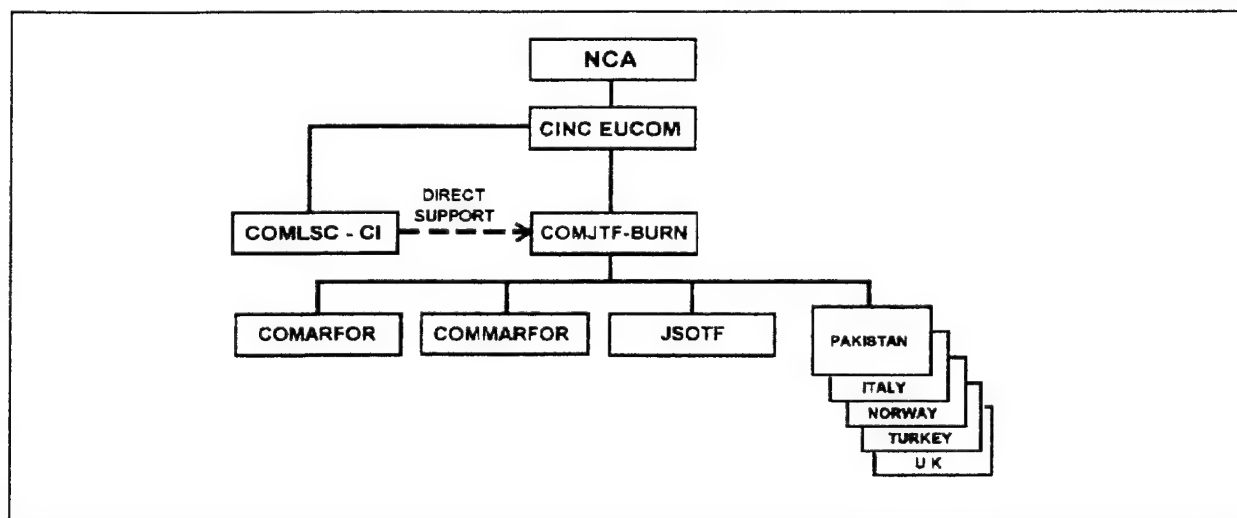 NCA
CINC EUCOM
DIRECT
SUPPORT
COMLSC - CI
COMJTF-BURN
COMARFOR
COMMARFOR
JSOTF
PAKISTAN
ITALY
NORWAY
TURKEY
U K